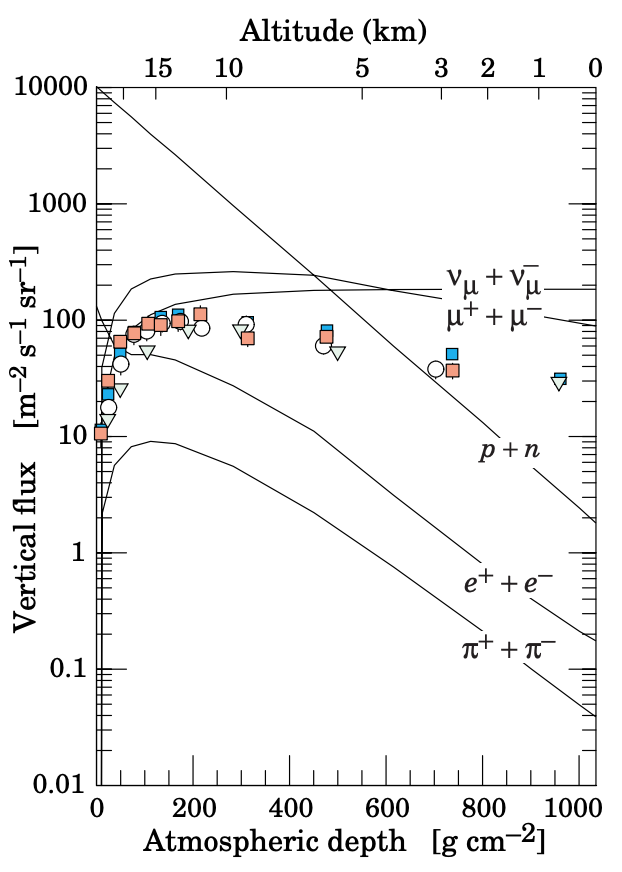 Altitude (km)
15 10 5 3 2 1 0
10000
1000
100
10
1
0.1
0.01
Vertical flux [m⁻² s⁻¹ sr⁻¹]
νμ + ν̄μ
μ⁺ + μ⁻
p + n
e⁺ + e⁻
π⁺ + π⁻
0 200 400 600 800 1000
Atmospheric depth [g cm⁻²]